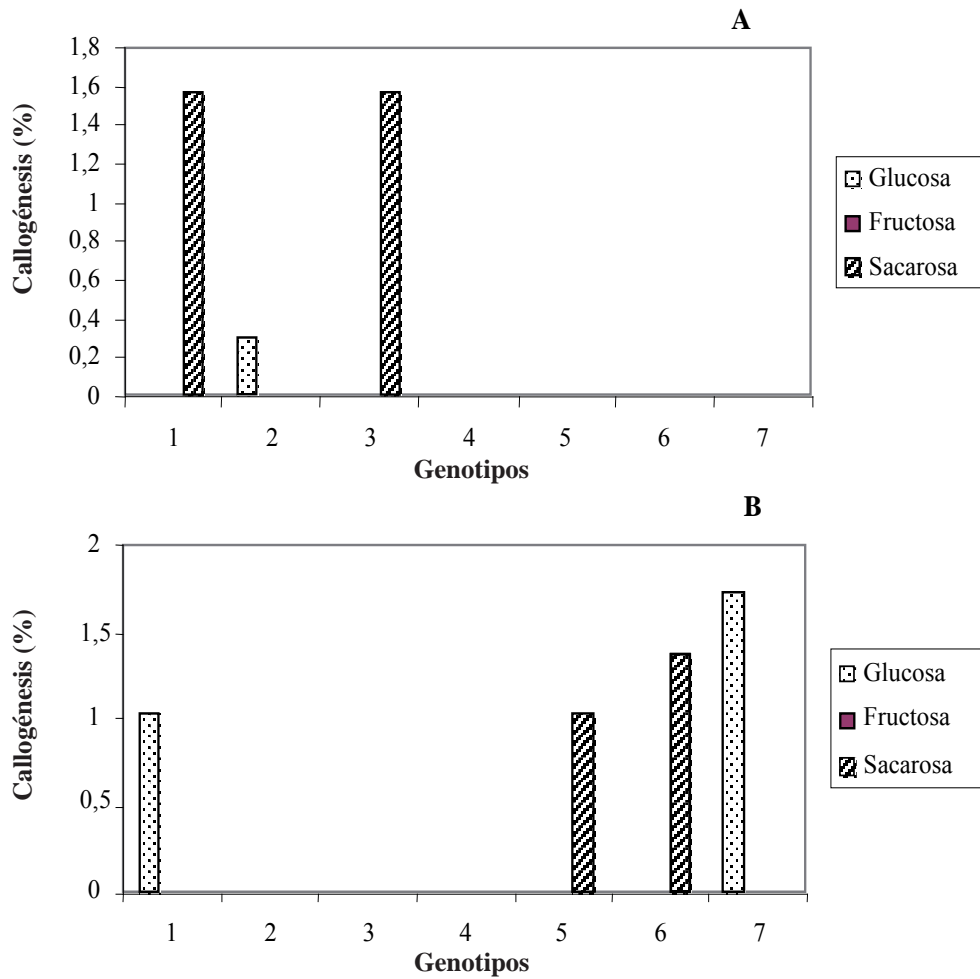 A
Callogénesis (%)
1,8
1,6
1,4
1,2
1
0,8
0,6
0,4
0,2
0
1 2 3 4 5 6 7
Genotipos
Glucosa
Fructosa
Sacarosa
B
Callogénesis (%)
2
1,5
1
0,5
0
1 2 3 4 5 6 7
Genotipos
Glucosa
Fructosa
Sacarosa